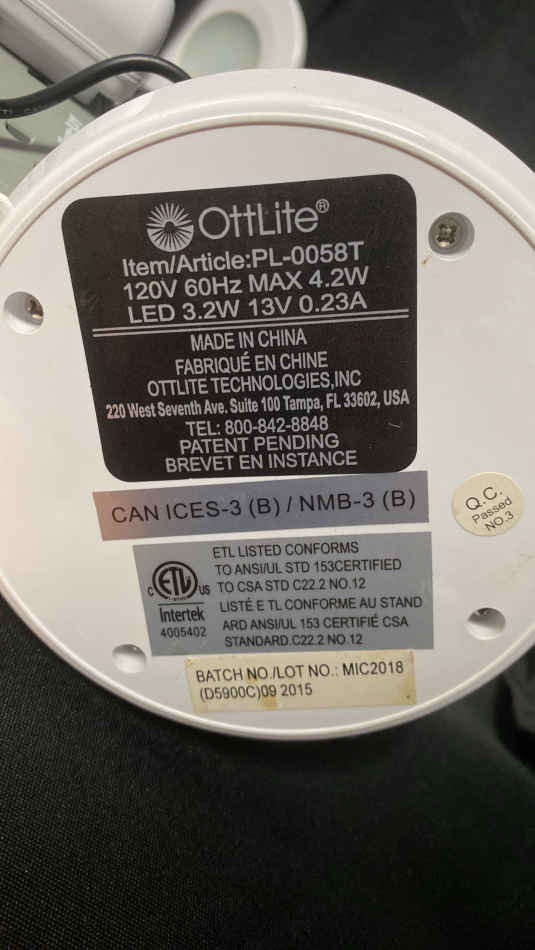 OttLite®
Item/Article:PL-0058T
120V 60Hz MAX 4.2W
LED 3.2W 13V 0.23A
MADE IN CHINA
FABRIQUÉ EN CHINE
OTTLITE TECHNOLOGIES,INC
220 West Seventh Ave. Suite 100 Tampa, FL 33602, USA
TEL: 800-842-8848
PATENT PENDING
BREVET EN INSTANCE
CAN ICES-3 (B) / NMB-3 (B)
Q.C.
Passed
NO.3
C ETL US
Intertek
4005402
ETL LISTED CONFORMS
TO ANSI/UL STD 153CERTIFIED
TO CSA STD C22.2 NO.12
LISTÉ E TL CONFORME AU STAND
ARD ANSI/UL 153 CERTIFIÉ CSA
STANDARD.C22.2 NO.12
BATCH NO./LOT NO.: MIC2018
(D5900C)09 2015